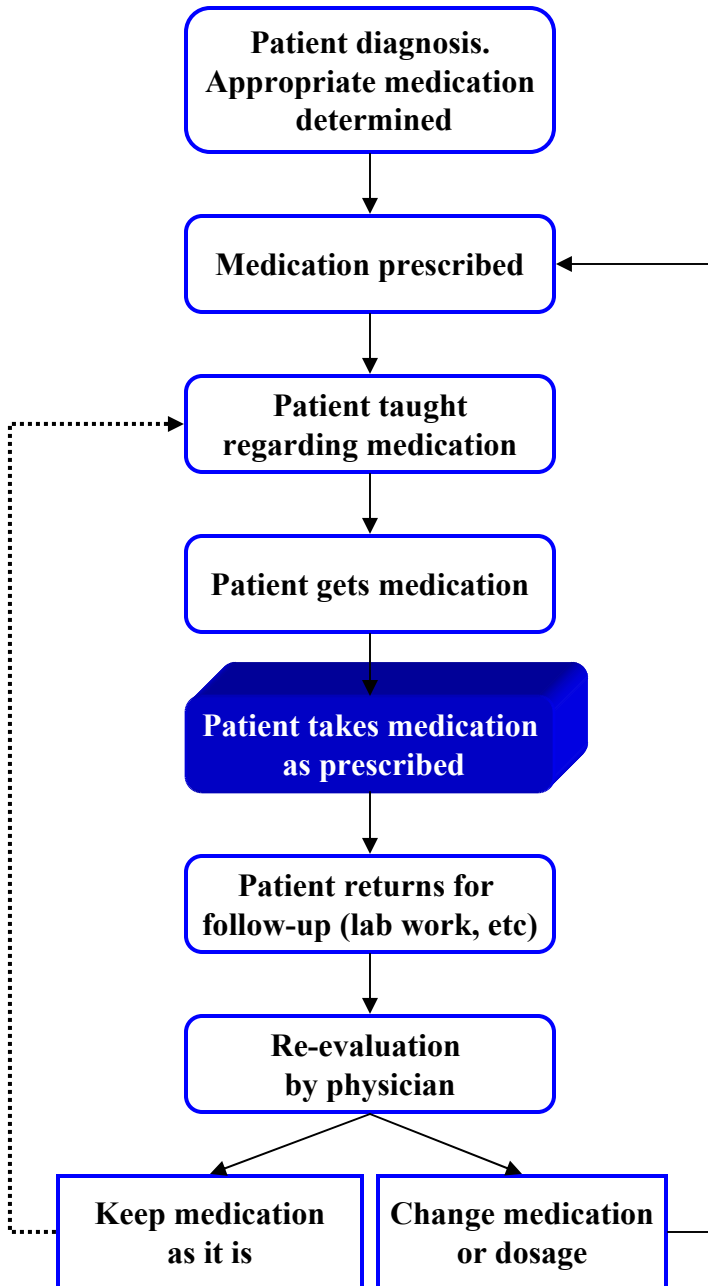 Patient diagnosis.
Appropriate medication
determined
Medication prescribed
Patient taught
regarding medication
Patient gets medication
Patient takes medication
as prescribed
Patient returns for
follow-up (lab work, etc)
Re-evaluation
by physician
Keep medication
as it is
Change medication
or dosage